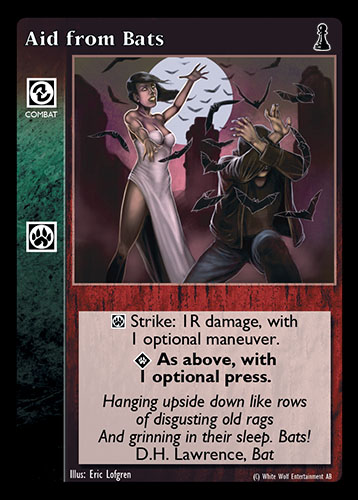 Aid from Bats
COMBAT
Strike: 1R damage, with
1 optional maneuver.
As above, with
1 optional press.
Hanging upside down like rows
of disgusting old rags
And grinning in their sleep. Bats!
D.H. Lawrence, Bat
Illus: Eric Lofgren
(C) White Wolf Entertainment AB